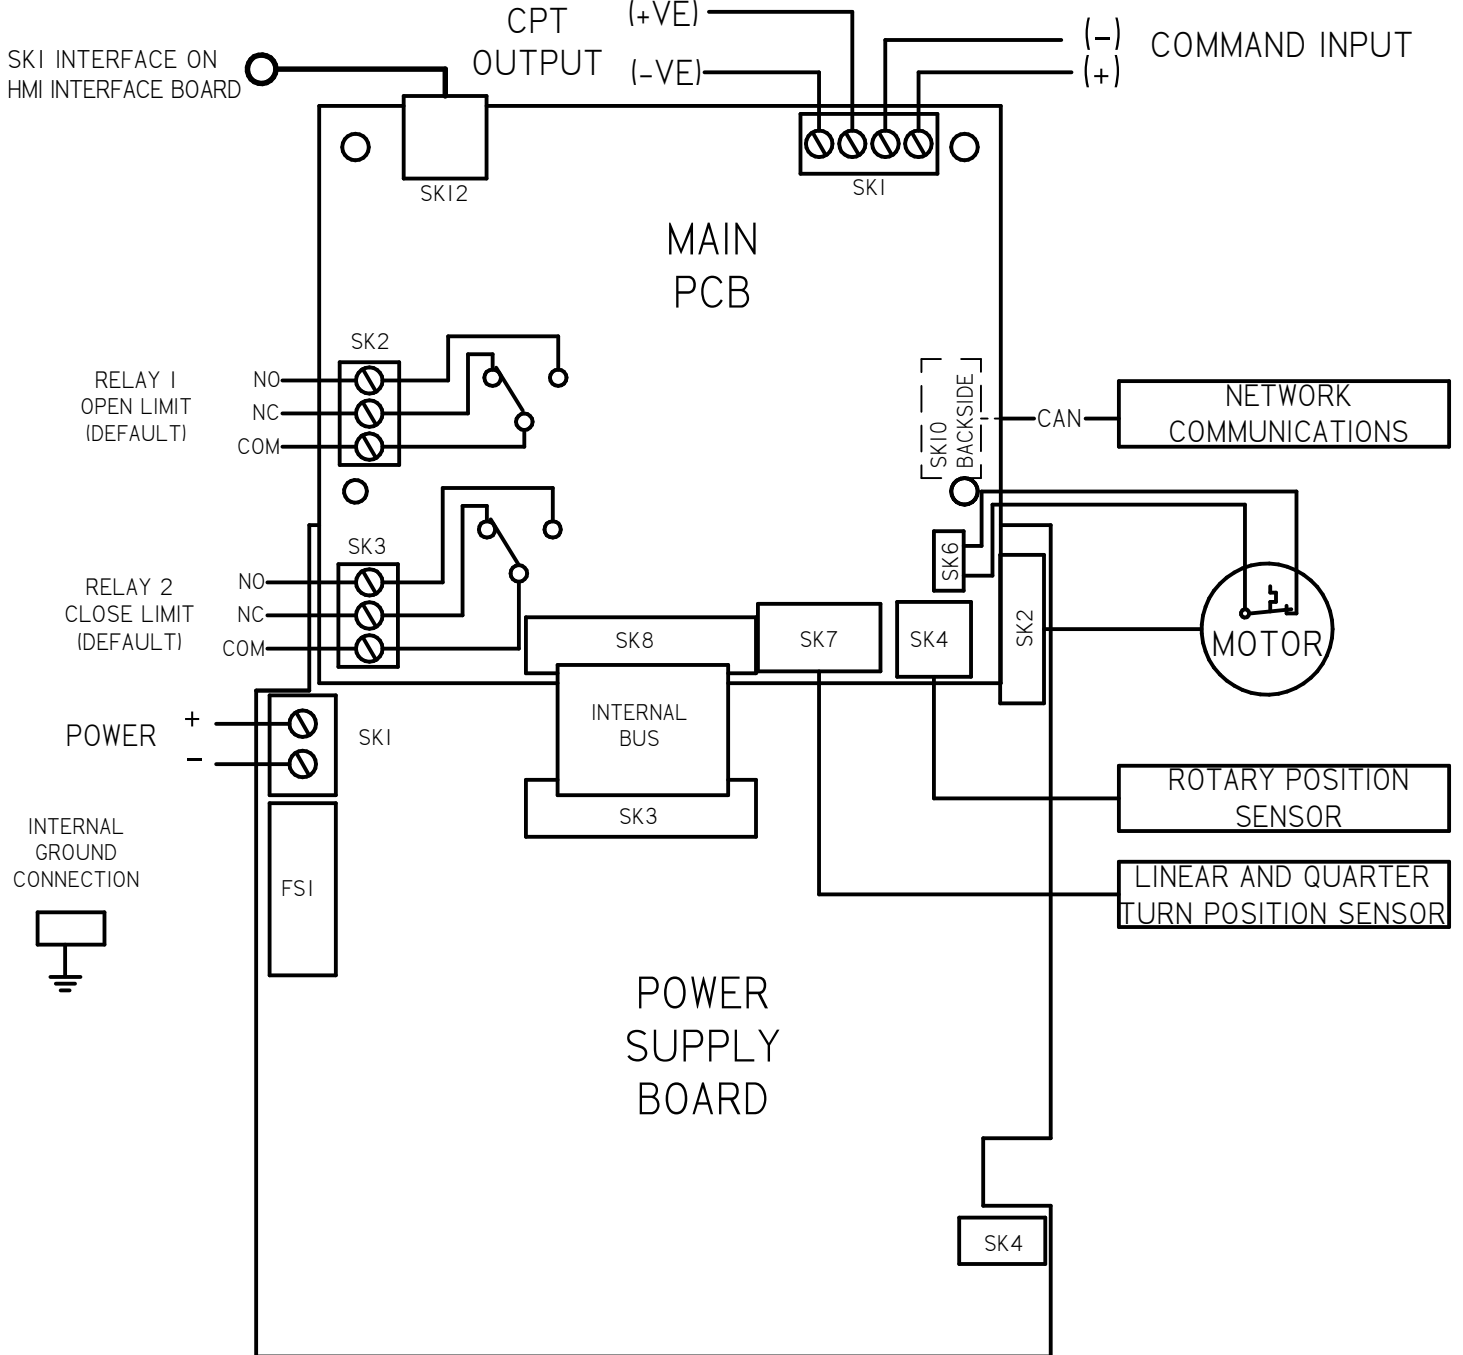 CPT
OUTPUT
(+VE)
(-VE)
(-)
(+)
COMMAND INPUT
SK1 INTERFACE ON
HMI INTERFACE BOARD
SK12
SK1
MAIN
PCB
SK2
RELAY 1
OPEN LIMIT
(DEFAULT)
NO
NC
COM
SK10
BACKSIDE
CAN
NETWORK
COMMUNICATIONS
SK3
RELAY 2
CLOSE LIMIT
(DEFAULT)
NO
NC
COM
SK6
SK2
MOTOR
SK8
SK7
SK4
INTERNAL
BUS
SK3
POWER
+
-
SK1
ROTARY POSITION
SENSOR
INTERNAL
GROUND
CONNECTION
FS1
LINEAR AND QUARTER
TURN POSITION SENSOR
POWER
SUPPLY
BOARD
SK4